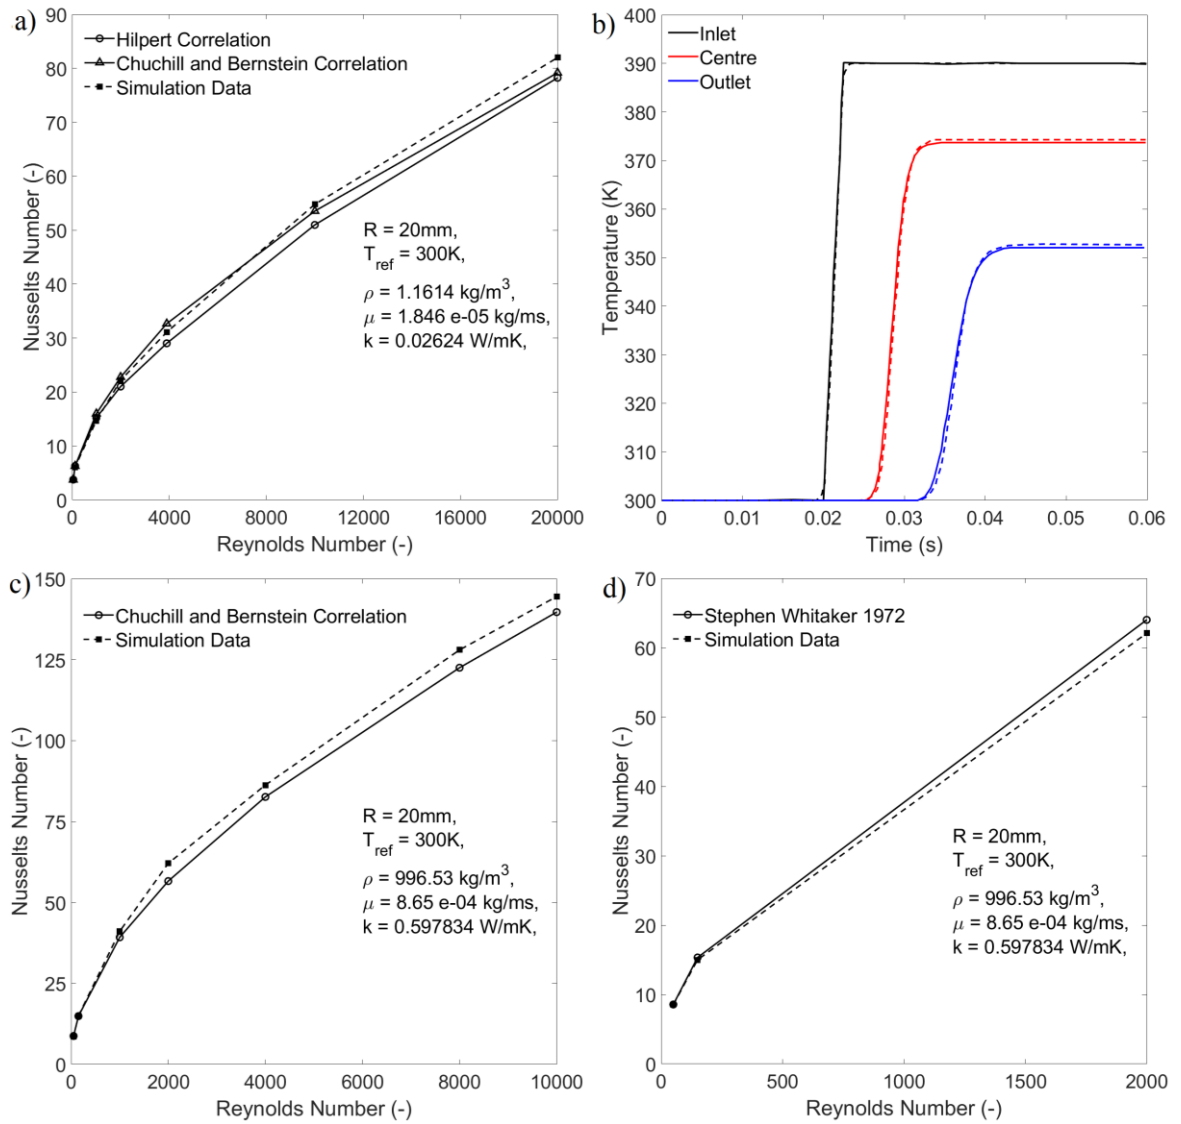 a)
90
80
70
60
50
40
30
20
10
0
Nusselts Number (-)
Hilpert Correlation
Chuchill and Bernstein Correlation
Simulation Data
R = 20mm,
T_ref = 300K,
ρ = 1.1614 kg/m³,
μ = 1.846 e-05 kg/ms,
k = 0.02624 W/mK,
0 4000 8000 12000 16000 20000
Reynolds Number (-)
b)
400
390
380
370
360
350
340
330
320
310
300
Temperature (K)
Inlet
Centre
Outlet
0 0.01 0.02 0.03 0.04 0.05 0.06
Time (s)
c)
150
125
100
75
50
25
0
Nusselts Number (-)
Chuchill and Bernstein Correlation
Simulation Data
R = 20mm,
T_ref = 300K,
ρ = 996.53 kg/m³,
μ = 8.65 e-04 kg/ms,
k = 0.597834 W/mK,
0 2000 4000 6000 8000 10000
Reynolds Number (-)
d)
70
60
50
40
30
20
10
0
Nusselts Number (-)
Stephen Whitaker 1972
Simulation Data
R = 20mm,
T_ref = 300K,
ρ = 996.53 kg/m³,
μ = 8.65 e-04 kg/ms,
k = 0.597834 W/mK,
0 500 1000 1500 2000
Reynolds Number (-)